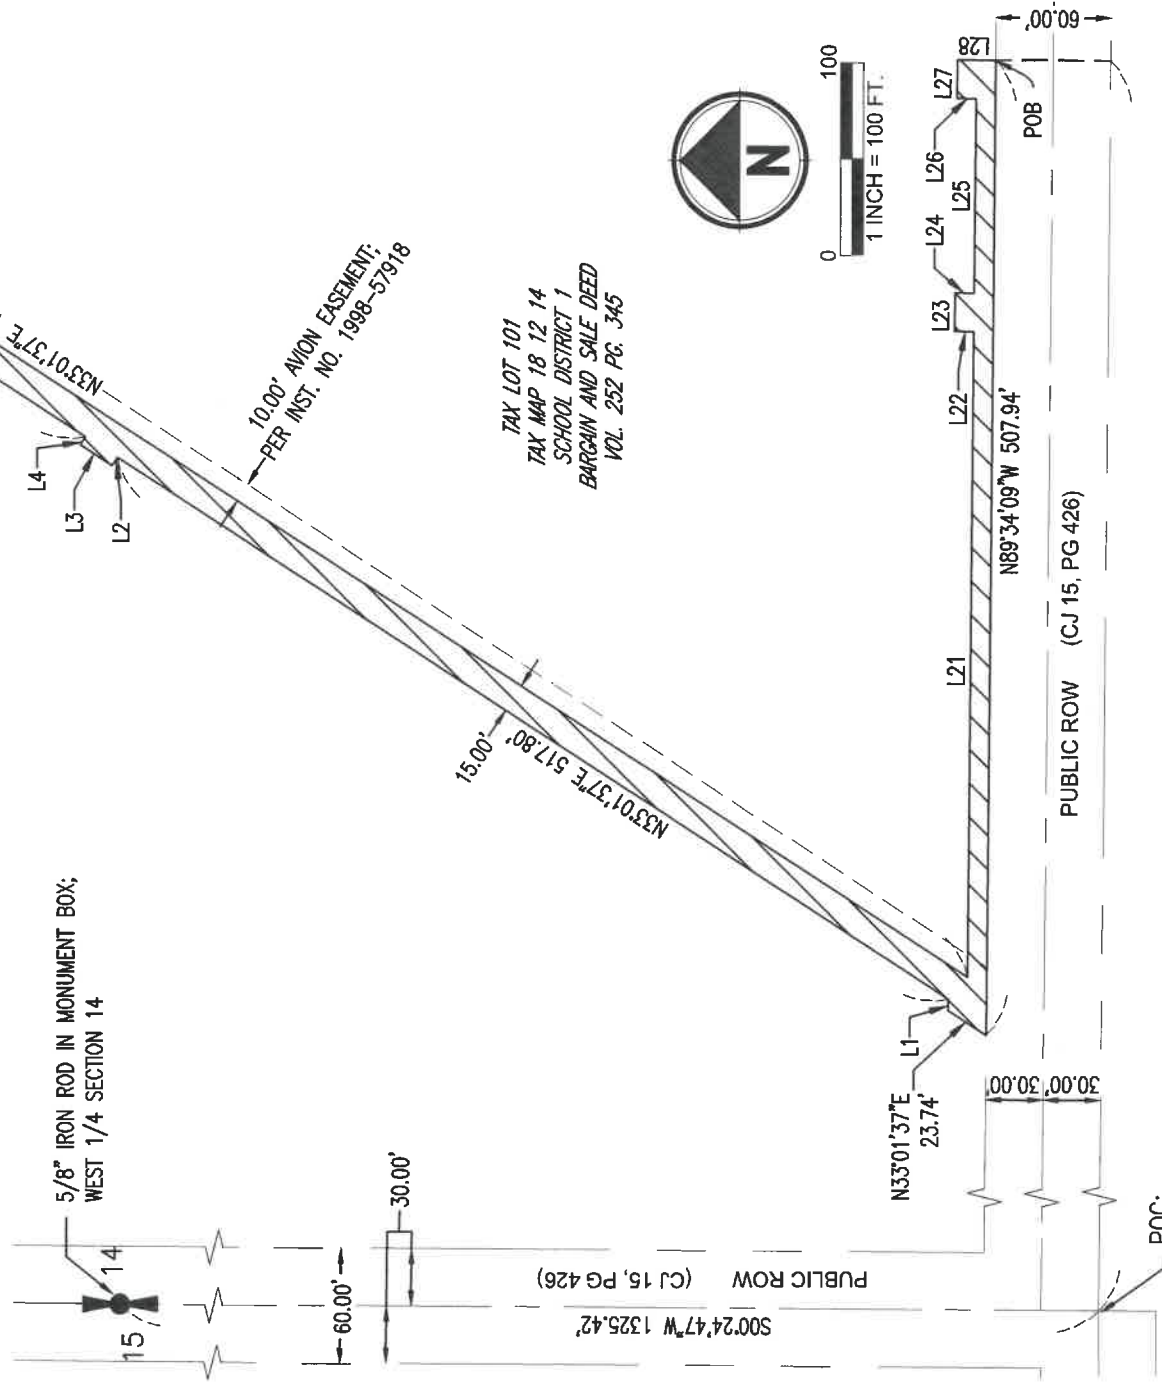 5/8" IRON ROD IN MONUMENT BOX;
WEST 1/4 SECTION 14
15
14
60.00'
30.00'
PUBLIC ROW (CJ 15, PG 426)
S00°24'47"W 1325.42'
L4
L3
L2
N33°01'37"E
10.00' AVION EASEMENT;
PER INST. NO. 1998-57918
15.00'
N33°01'37"E 517.80'
TAX LOT 101
TAX MAP 18 12 14
SCHOOL DISTRICT 1
BARGAIN AND SALE DEED
VOL. 252 PG. 345
N
0
100
1 INCH = 100 FT.
L1
N33°01'37"E
23.74'
L21
L22
L23
L24
L25
L26
L27
L28
60.00'
POB
N89°34'09"W 507.94'
PUBLIC ROW (CJ 15, PG 426)
30.00'
30.00'
POC: